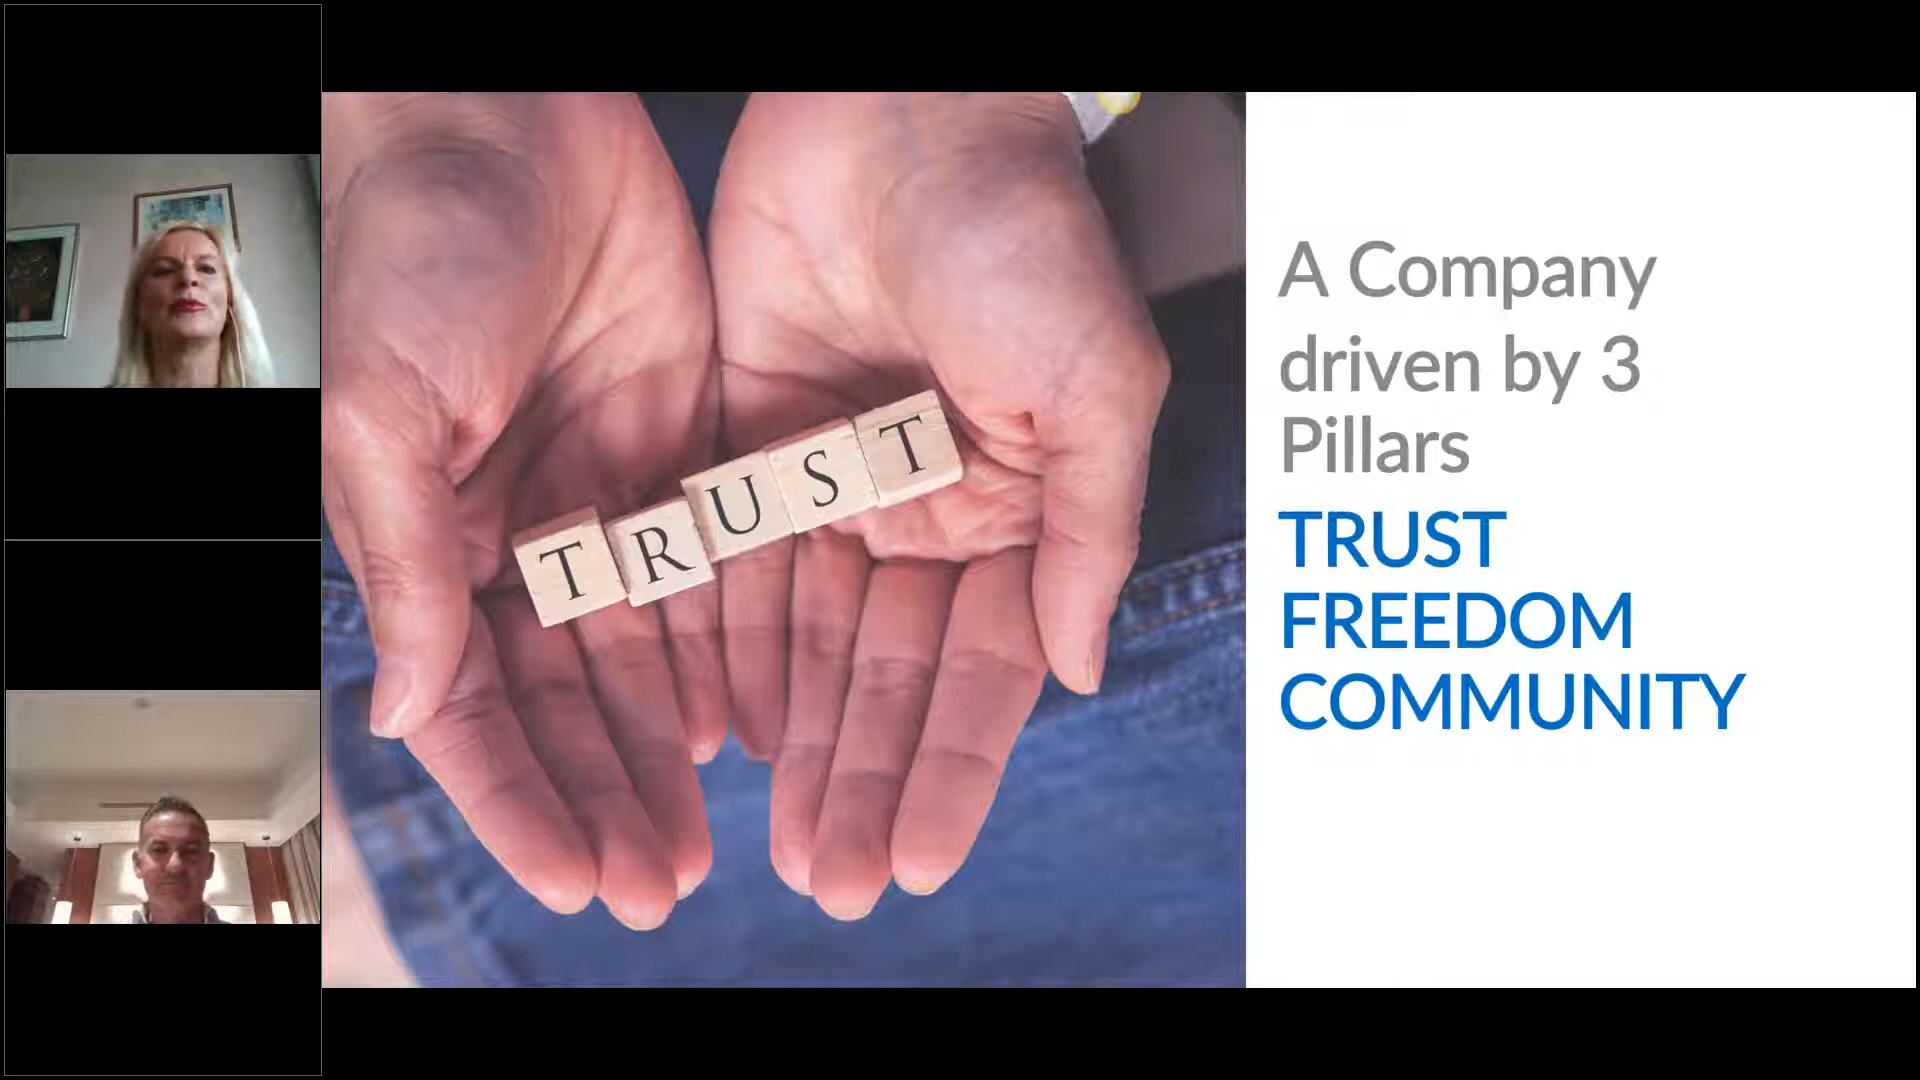 TRUST
A Company
driven by 3
Pillars
TRUST
FREEDOM
COMMUNITY